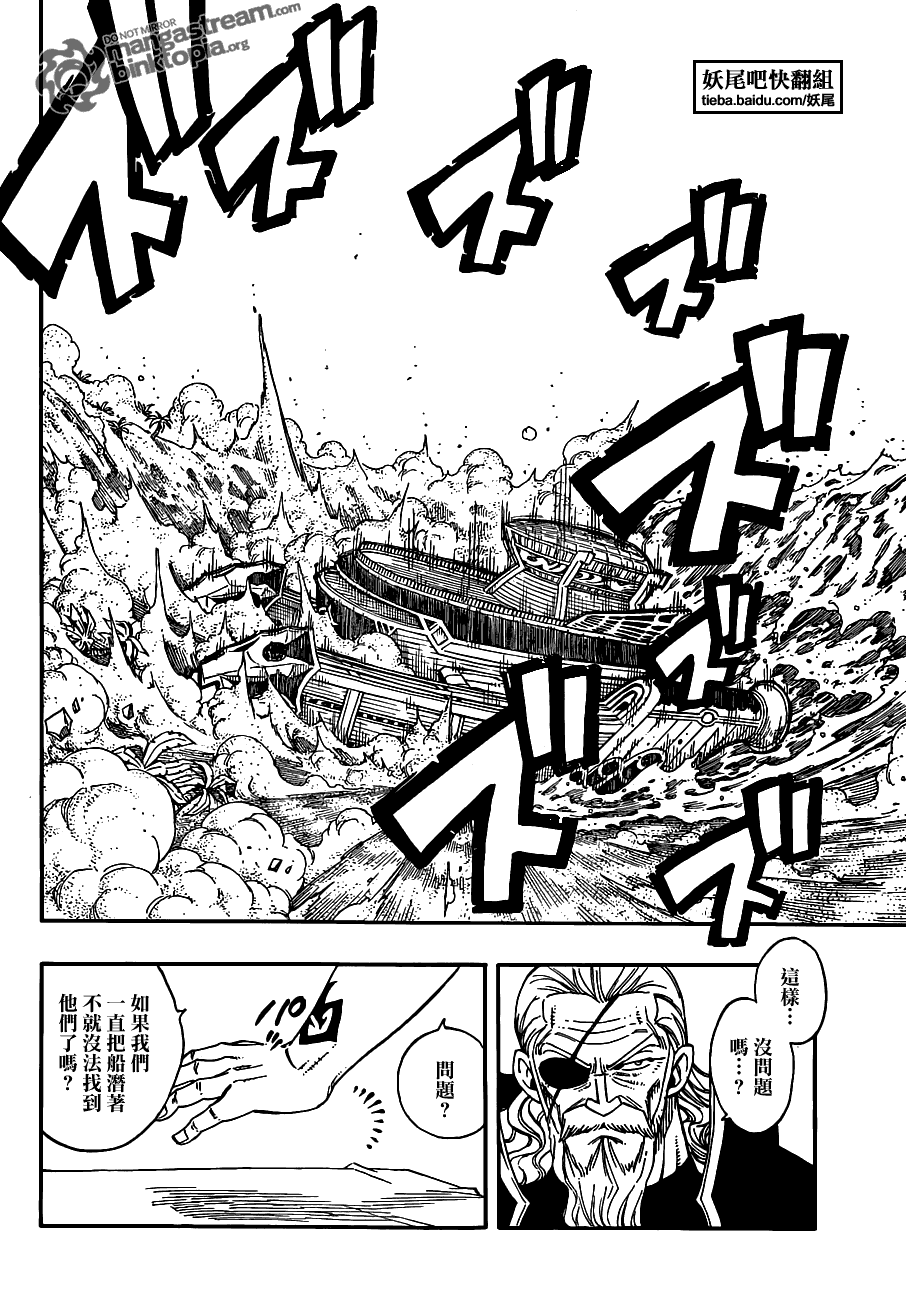 DO NOT MIRROR
mangastream.com
binktopia.org
妖尾吧快翻組
tieba.baidu.com/妖尾
ズ
ズ
ズ
ズ
ズ
ズ
ズ
ズ
這樣…
沒問題
嗎…?
問題?
パ
如果我們
一直把船潛著
不就沒法找到
他們了嗎?